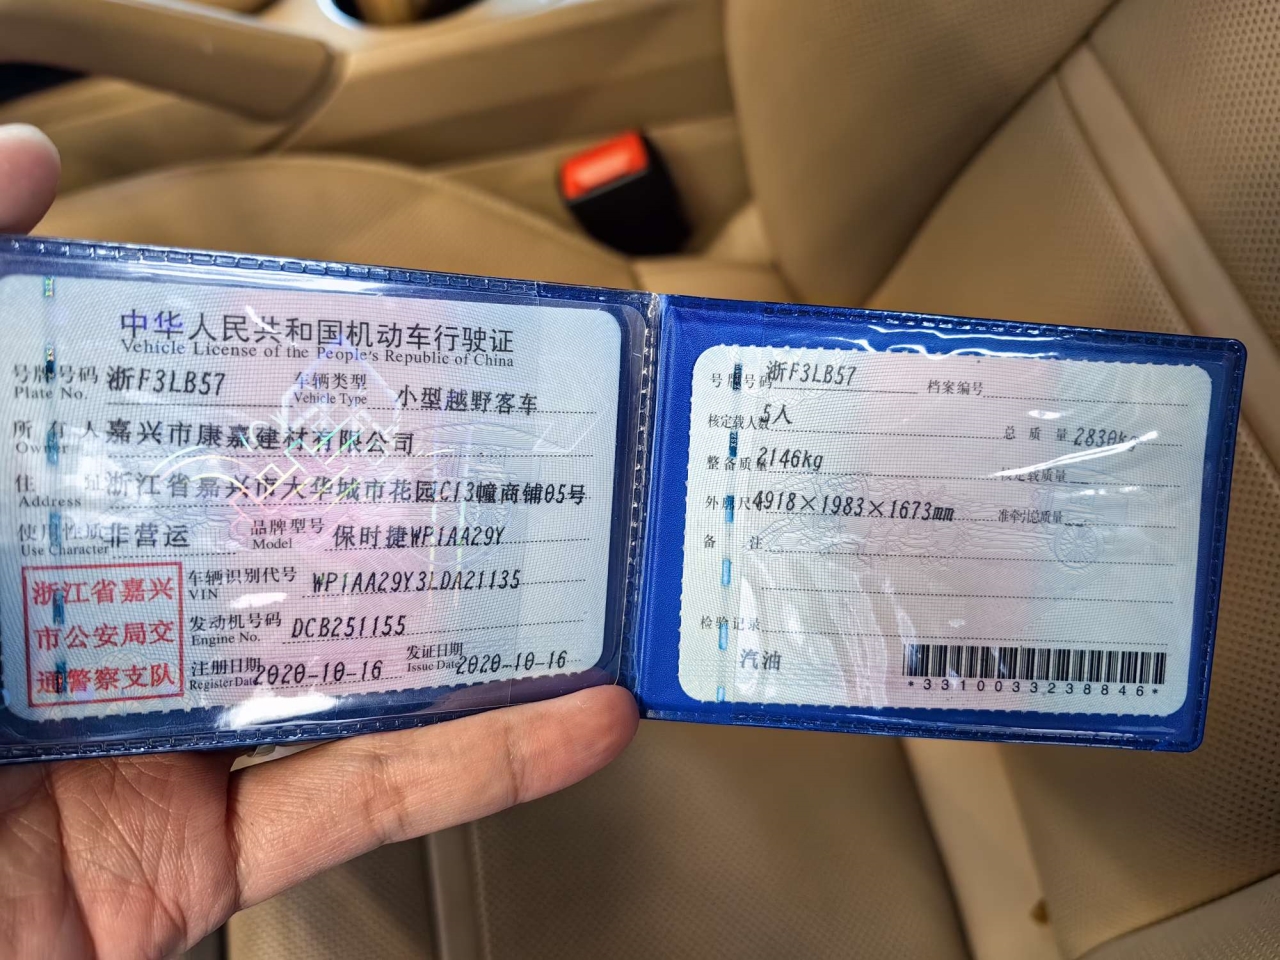 中华人民共和国机动车行驶证
Vehicle License of the People's Republic of China
号牌号码 浙F3LB57 车辆类型 小型越野客车
Plate No. Vehicle Type
所有人 嘉兴市康嘉建材有限公司
Owner
住址 浙江省嘉兴市大华城市花园C13幢商铺05号
Address
使用性质 非营运 品牌型号 保时捷WP1AA29Y
Use Character Model
浙江省嘉兴
市公安局交
通警察支队
车辆识别代号 WP1AA29Y3LDA21135
VIN
发动机号码 DCB251155
Engine No.
注册日期 2020-10-16 发证日期 2020-10-16
Register Date Issue Date
号牌号码 浙F3LB57 档案编号
核定载人数 5人 总质量 2830kg
整备质量 2146kg 核定载质量
外廓尺寸 4918×1983×1673mm 准牵引总质量
备注
检验记录
汽油
*3310033238846*